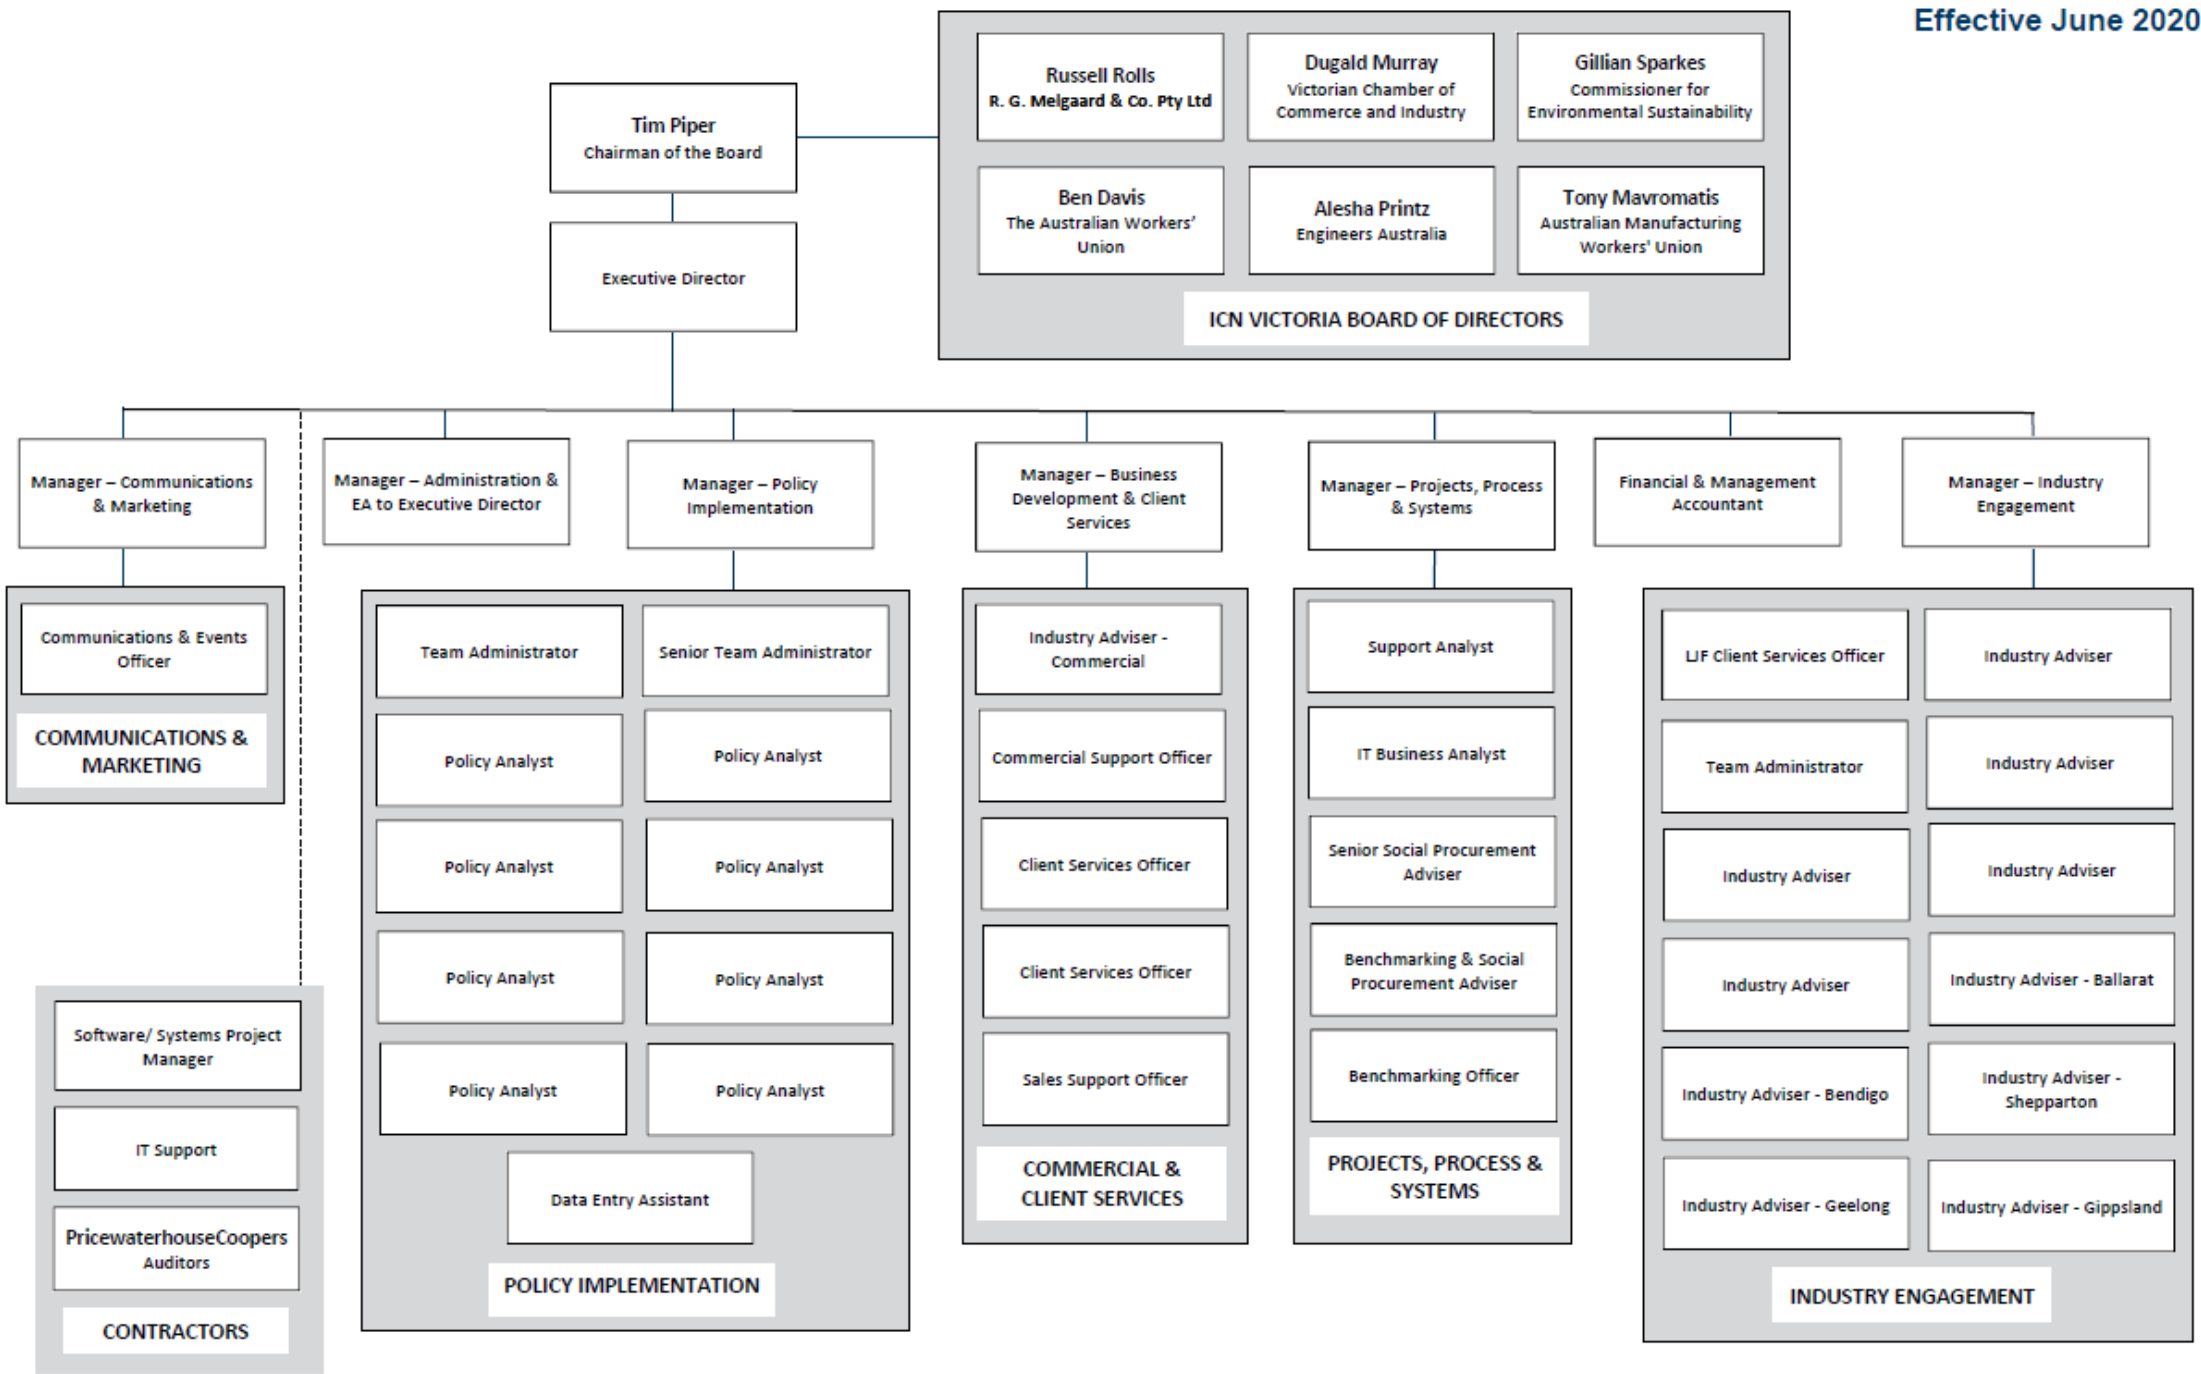 Effective June 2020
Russell Rolls
R. G. Melgaard & Co. Pty Ltd
Dugald Murray
Victorian Chamber of
Commerce and Industry
Gillian Sparkes
Commissioner for
Environmental Sustainability
Tim Piper
Chairman of the Board
Ben Davis
The Australian Workers'
Union
Alesha Printz
Engineers Australia
Tony Mavromatis
Australian Manufacturing
Workers' Union
Executive Director
ICN VICTORIA BOARD OF DIRECTORS
Manager – Communications
& Marketing
Manager – Administration &
EA to Executive Director
Manager – Policy
Implementation
Manager – Business
Development & Client
Services
Manager – Projects, Process
& Systems
Financial & Management
Accountant
Manager – Industry
Engagement
Communications & Events
Officer
COMMUNICATIONS &
MARKETING
Software/ Systems Project
Manager
IT Support
PricewaterhouseCoopers
Auditors
CONTRACTORS
Team Administrator
Senior Team Administrator
Policy Analyst
Policy Analyst
Policy Analyst
Policy Analyst
Policy Analyst
Policy Analyst
Policy Analyst
Policy Analyst
Data Entry Assistant
POLICY IMPLEMENTATION
Industry Adviser -
Commercial
Commercial Support Officer
Client Services Officer
Client Services Officer
Sales Support Officer
COMMERCIAL &
CLIENT SERVICES
Support Analyst
IT Business Analyst
Senior Social Procurement
Adviser
Benchmarking & Social
Procurement Adviser
Benchmarking Officer
PROJECTS, PROCESS &
SYSTEMS
LJF Client Services Officer
Industry Adviser
Team Administrator
Industry Adviser
Industry Adviser
Industry Adviser
Industry Adviser
Industry Adviser - Ballarat
Industry Adviser - Bendigo
Industry Adviser -
Shepparton
Industry Adviser - Geelong
Industry Adviser - Gippsland
INDUSTRY ENGAGEMENT